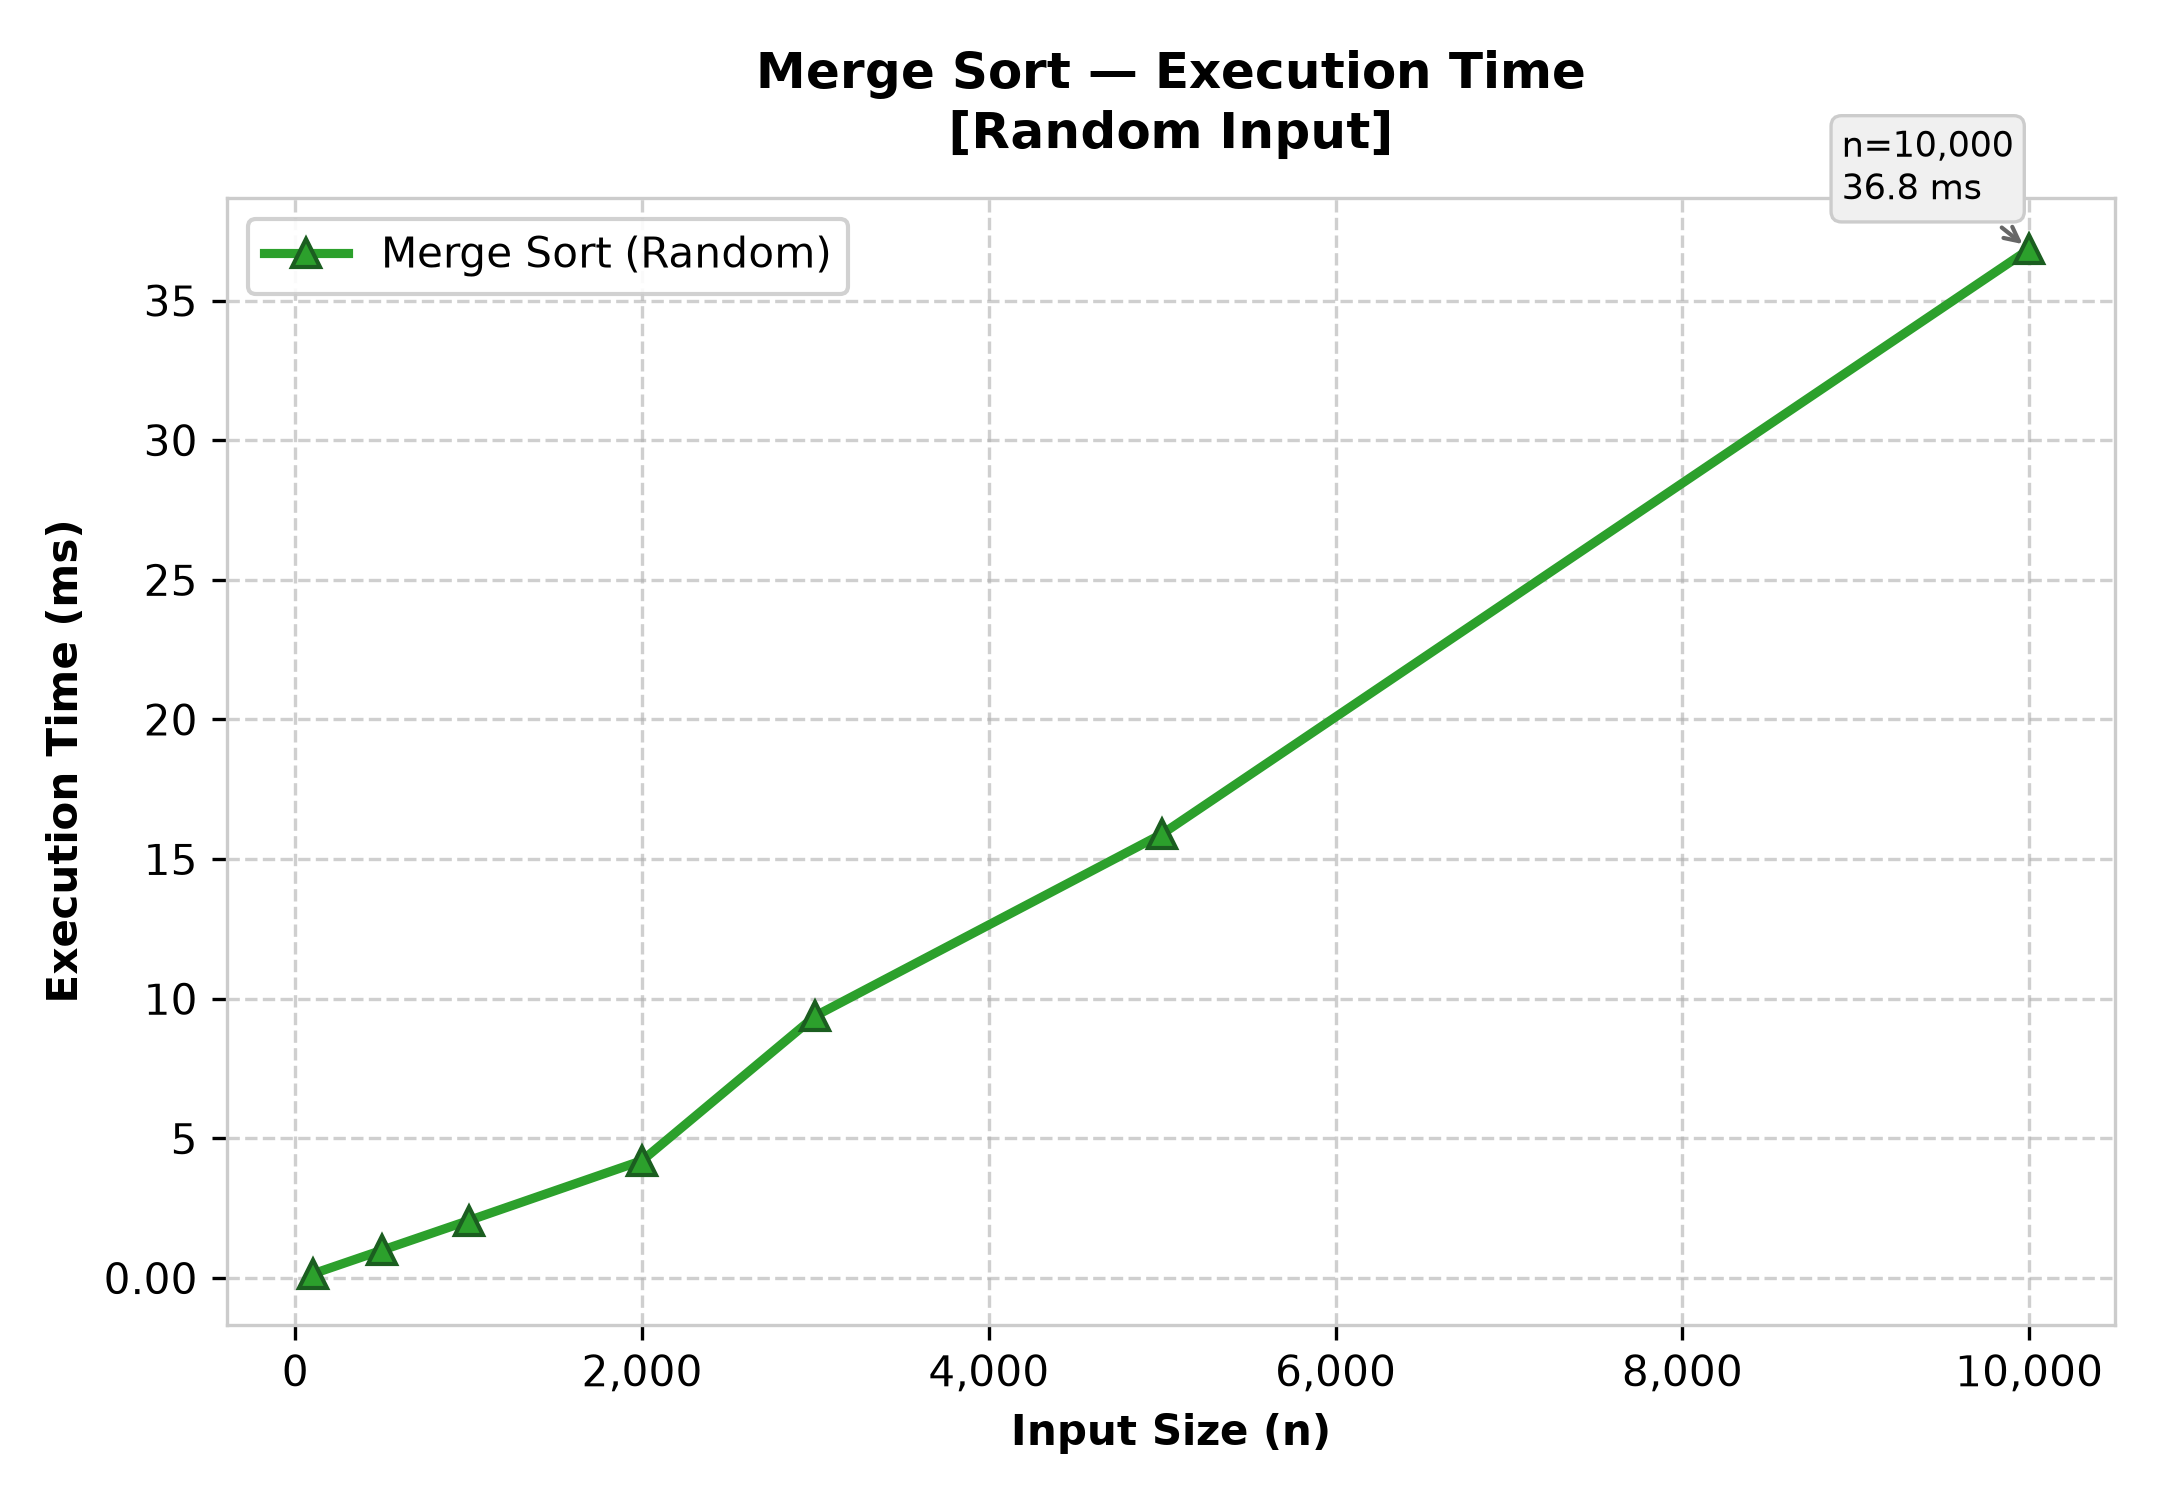 Merge Sort — Execution Time
[Random Input]
n=10,000
36.8 ms
Merge Sort (Random)
Execution Time (ms)
35
30
25
20
15
10
5
0.00
0
2,000
4,000
6,000
8,000
10,000
Input Size (n)